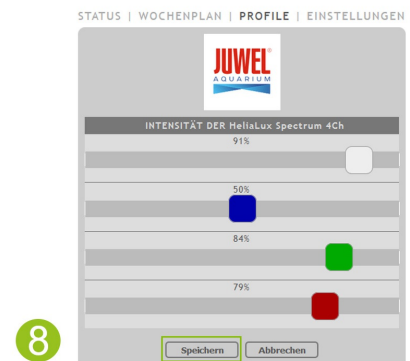 STATUS | WOCHENPLAN | PROFILE | EINSTELLUNGEN
JUWEL
AQUARIUM
INTENSITÄT DER HeliaLux Spectrum 4Ch
91%
50%
84%
79%
8
Speichern Abbrechen